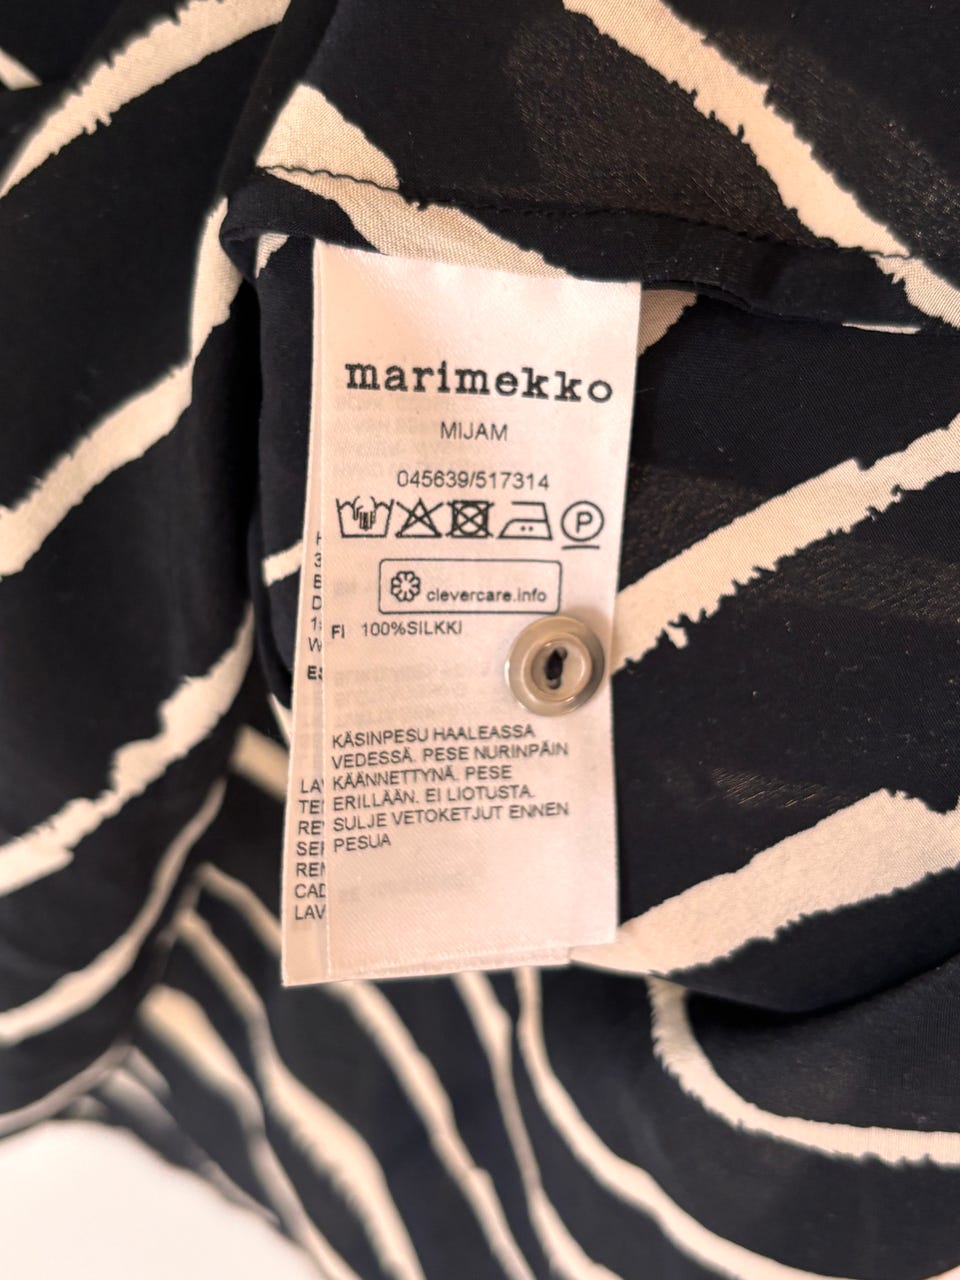 marimekko
MIJAM
045639/517314
P
clevercare.info
FI 100%SILKKI
KÄSINPESU HAALEASSA
VEDESSÄ. PESE NURINPÄIN
KÄÄNNETTYNÄ. PESE
ERILLÄÄN. EI LIOTUSTA.
SULJE VETOKETJUT ENNEN
PESUA